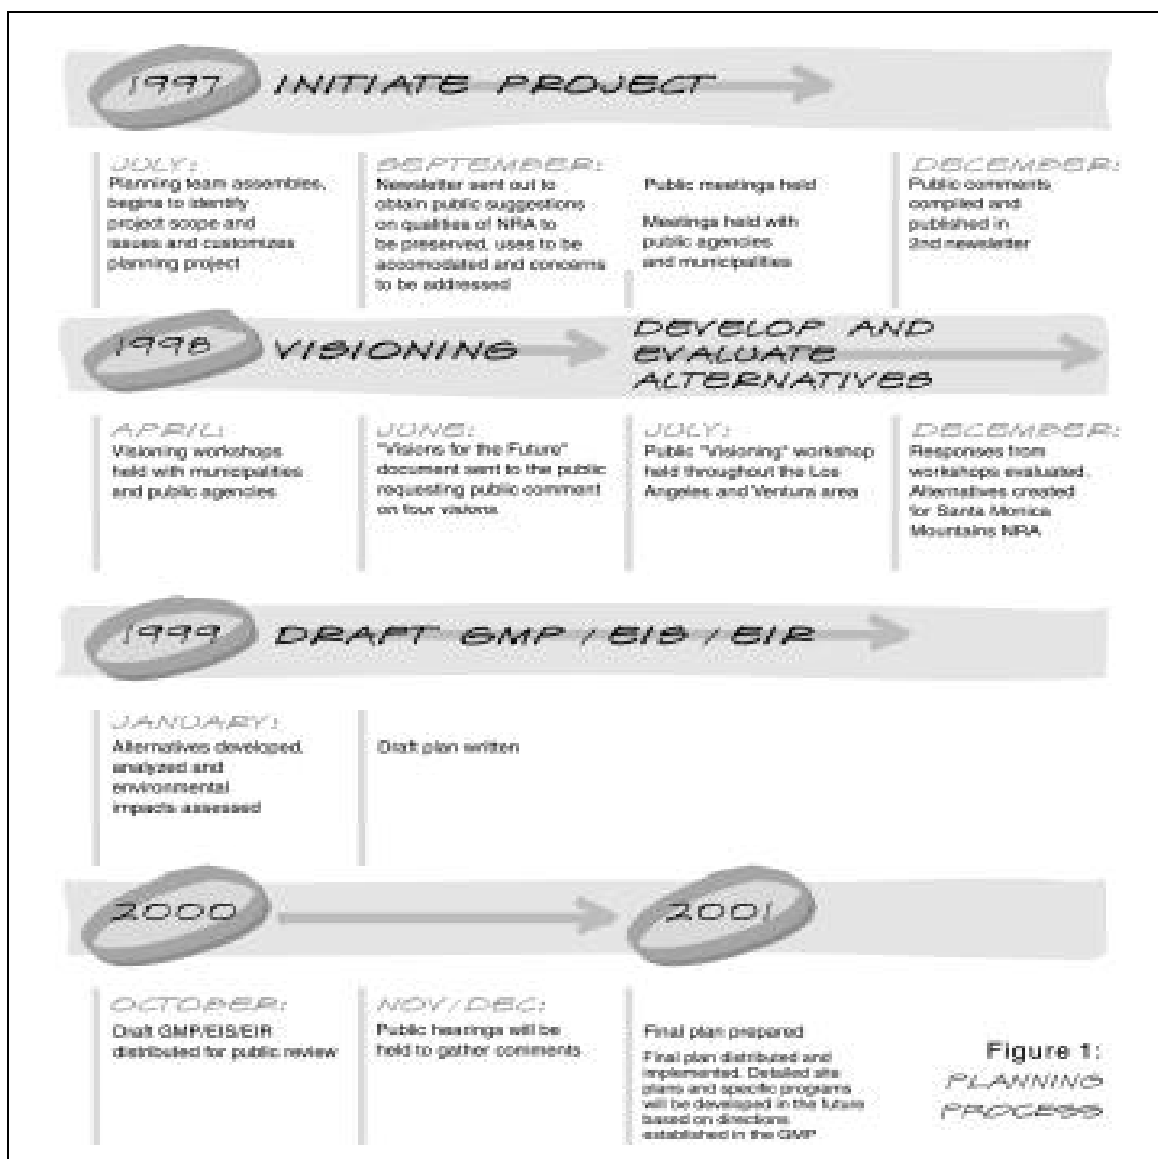 1997 INITIATE PROJECT
JULY:
Planning team assembles,
begins to identify
project scope and
issues and customizes
planning project
SEPTEMBER:
Newsletter sent out to
obtain public suggestions
on qualities of NRA to
be preserved, uses to be
accomodated and concerns
to be addressed
Public meetings held
Meetings held with
public agencies
and municipalities
DECEMBER:
Public comments
compiled and
published in
2nd newsletter
1998 VISIONING
DEVELOP AND
EVALUATE
ALTERNATIVES
APRIL:
Visioning workshops
held with municipalities
and public agencies
JUNE:
"Visions for the Future"
document sent to the public
requesting public comment
on four visions
JULY:
Public "Visioning" workshop
held throughout the Los
Angeles and Ventura area
DECEMBER:
Responses from
workshops evaluated.
Alternatives created
for Santa Monica
Mountains NRA
1999 DRAFT GMP / EIS / EIR
JANUARY:
Alternatives developed,
analyzed and
environmental
impacts assessed
Draft plan written
2000
2001
OCTOBER:
Draft GMP/EIS/EIR
distributed for public review
NOV/DEC:
Public hearings will be
held to gather comments
Final plan prepared
Final plan distributed and
implemented. Detailed site
plans and specific programs
will be developed in the future
based on directions
established in the GMP
Figure 1:
PLANNING
PROCESS